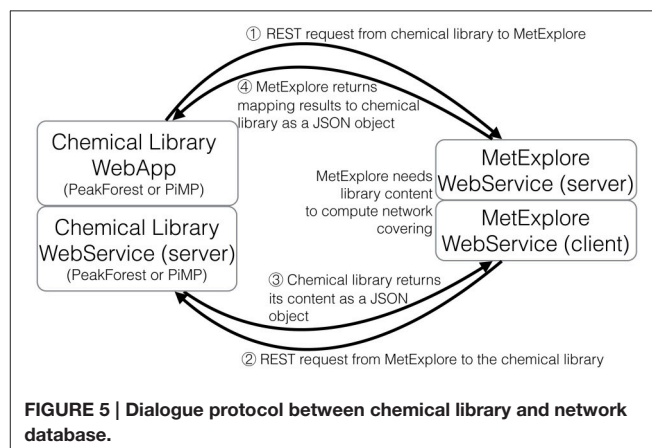 ① REST request from chemical library to MetExplore
④ MetExplore returns
mapping results to chemical
library as a JSON object
Chemical Library
WebApp
(PeakForest or PiMP)
Chemical Library
WebService (server)
(PeakForest or PiMP)
MetExplore needs
library content
to compute network
covering
MetExplore
WebService (server)
MetExplore
WebService (client)
③ Chemical library returns
its content as a JSON
object
② REST request from MetExplore to the chemical library
FIGURE 5 | Dialogue protocol between chemical library and network
database.